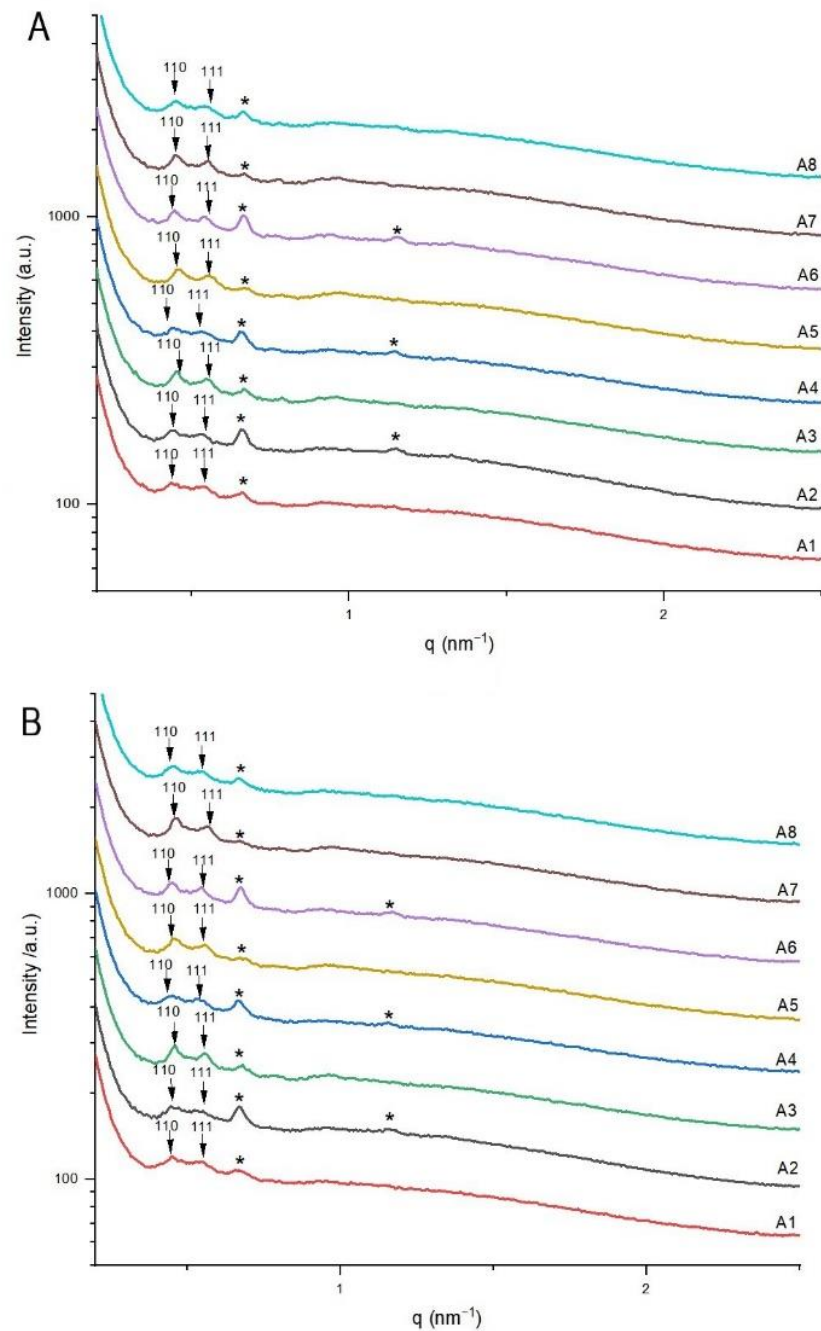 A
110 111 *
A8
110 111 *
A7
110 111 * *
A6
1000
110 111 *
A5
110 111 * *
A4
110 111 *
A3
110 111 * *
A2
110 111 *
A1
100
Intensity (a.u.)
1 2
q (nm⁻¹)
B
110 111 *
A8
110 111 *
A7
110 111 * *
A6
1000
110 111 *
A5
110 111 * *
A4
110 111 *
A3
110 111 * *
A2
110 111 *
A1
100
Intensity /a.u.)
1 2
q (nm⁻¹)